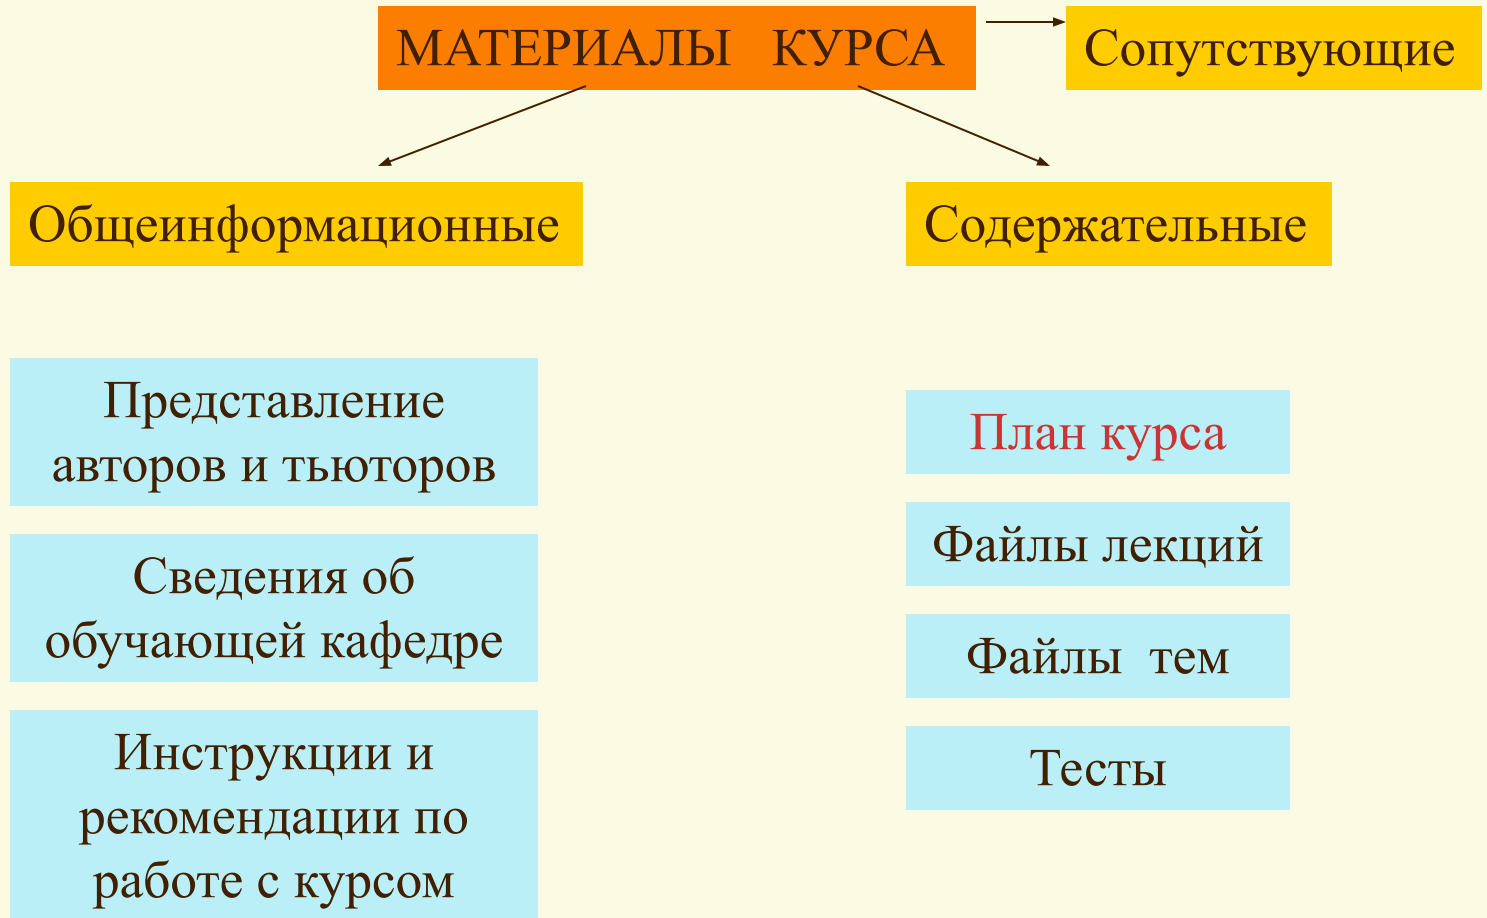 МАТЕРИАЛЫ КУРСА
Сопутствующие
Общеинформационные
Содержательные
Представление
авторов и тьюторов
Сведения об
обучающей кафедре
Инструкции и
рекомендации по
работе с курсом
План курса
Файлы лекций
Файлы тем
Тесты